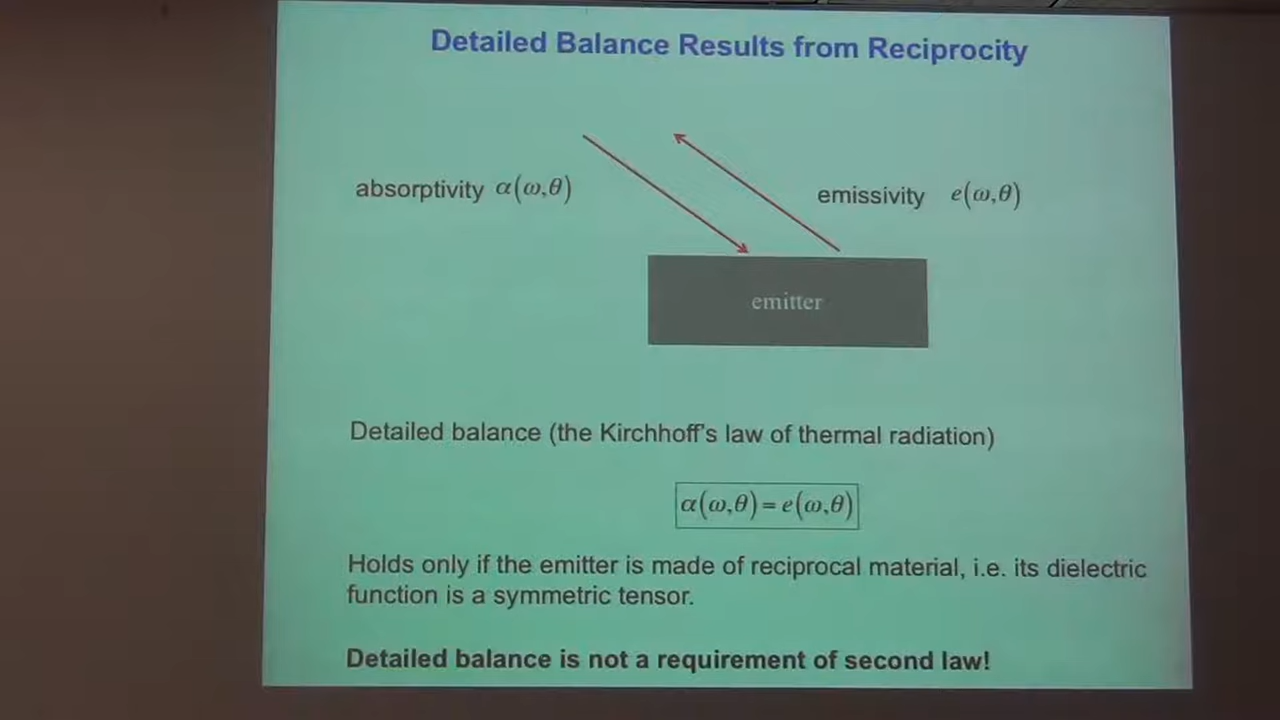 Detailed Balance Results from Reciprocity
absorptivity α(ω,θ)
emissivity e(ω,θ)
emitter
Detailed balance (the Kirchhoff's law of thermal radiation)
α(ω,θ)=e(ω,θ)
Holds only if the emitter is made of reciprocal material, i.e. its dielectric
function is a symmetric tensor.
Detailed balance is not a requirement of second law!